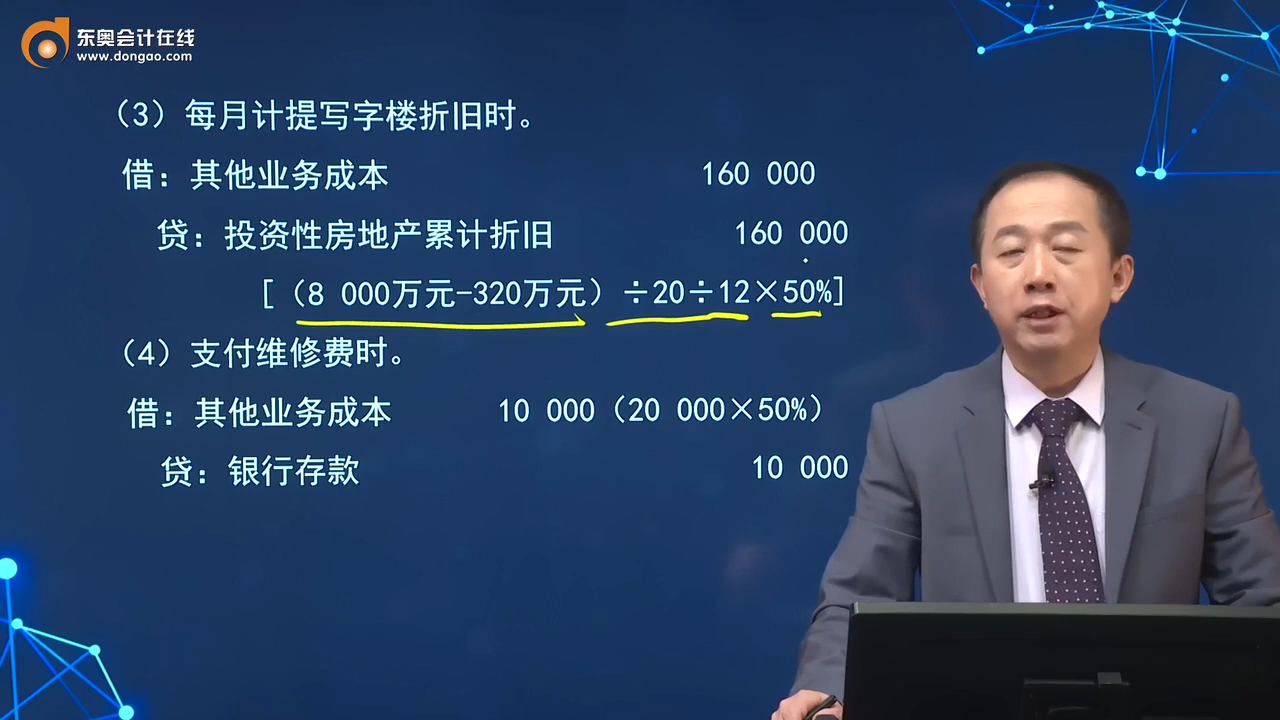 东奥会计在线
www.dongao.com
（3）每月计提写字楼折旧时。
借：其他业务成本 160 000
贷：投资性房地产累计折旧 160 000
[（8 000万元-320万元）÷20÷12×50%]
（4）支付维修费时。
借：其他业务成本 10 000（20 000×50%）
贷：银行存款 10 000